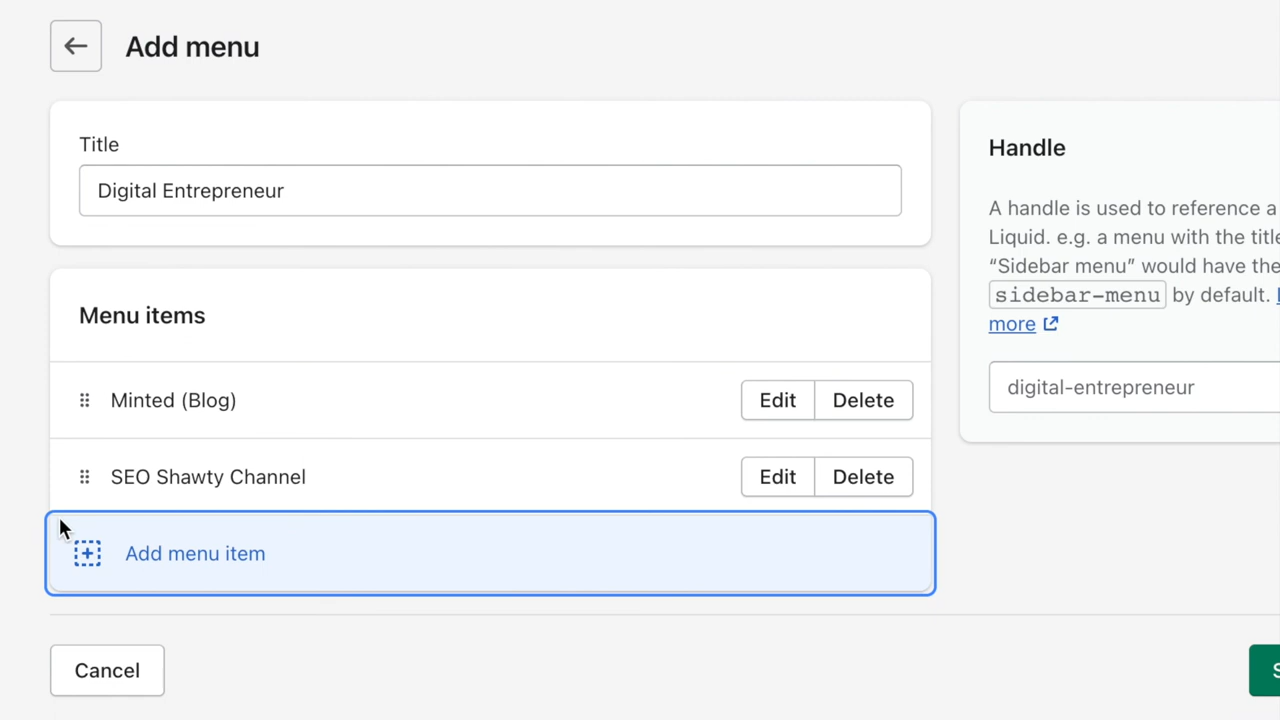 Add menu
Title
Digital Entrepreneur
Menu items
Minted (Blog)
Edit
Delete
SEO Shawty Channel
Edit
Delete
Add menu item
Cancel
Handle
A handle is used to reference a
Liquid. e.g. a menu with the title
“Sidebar menu” would have the
sidebar-menu by default.
more
digital-entrepreneur